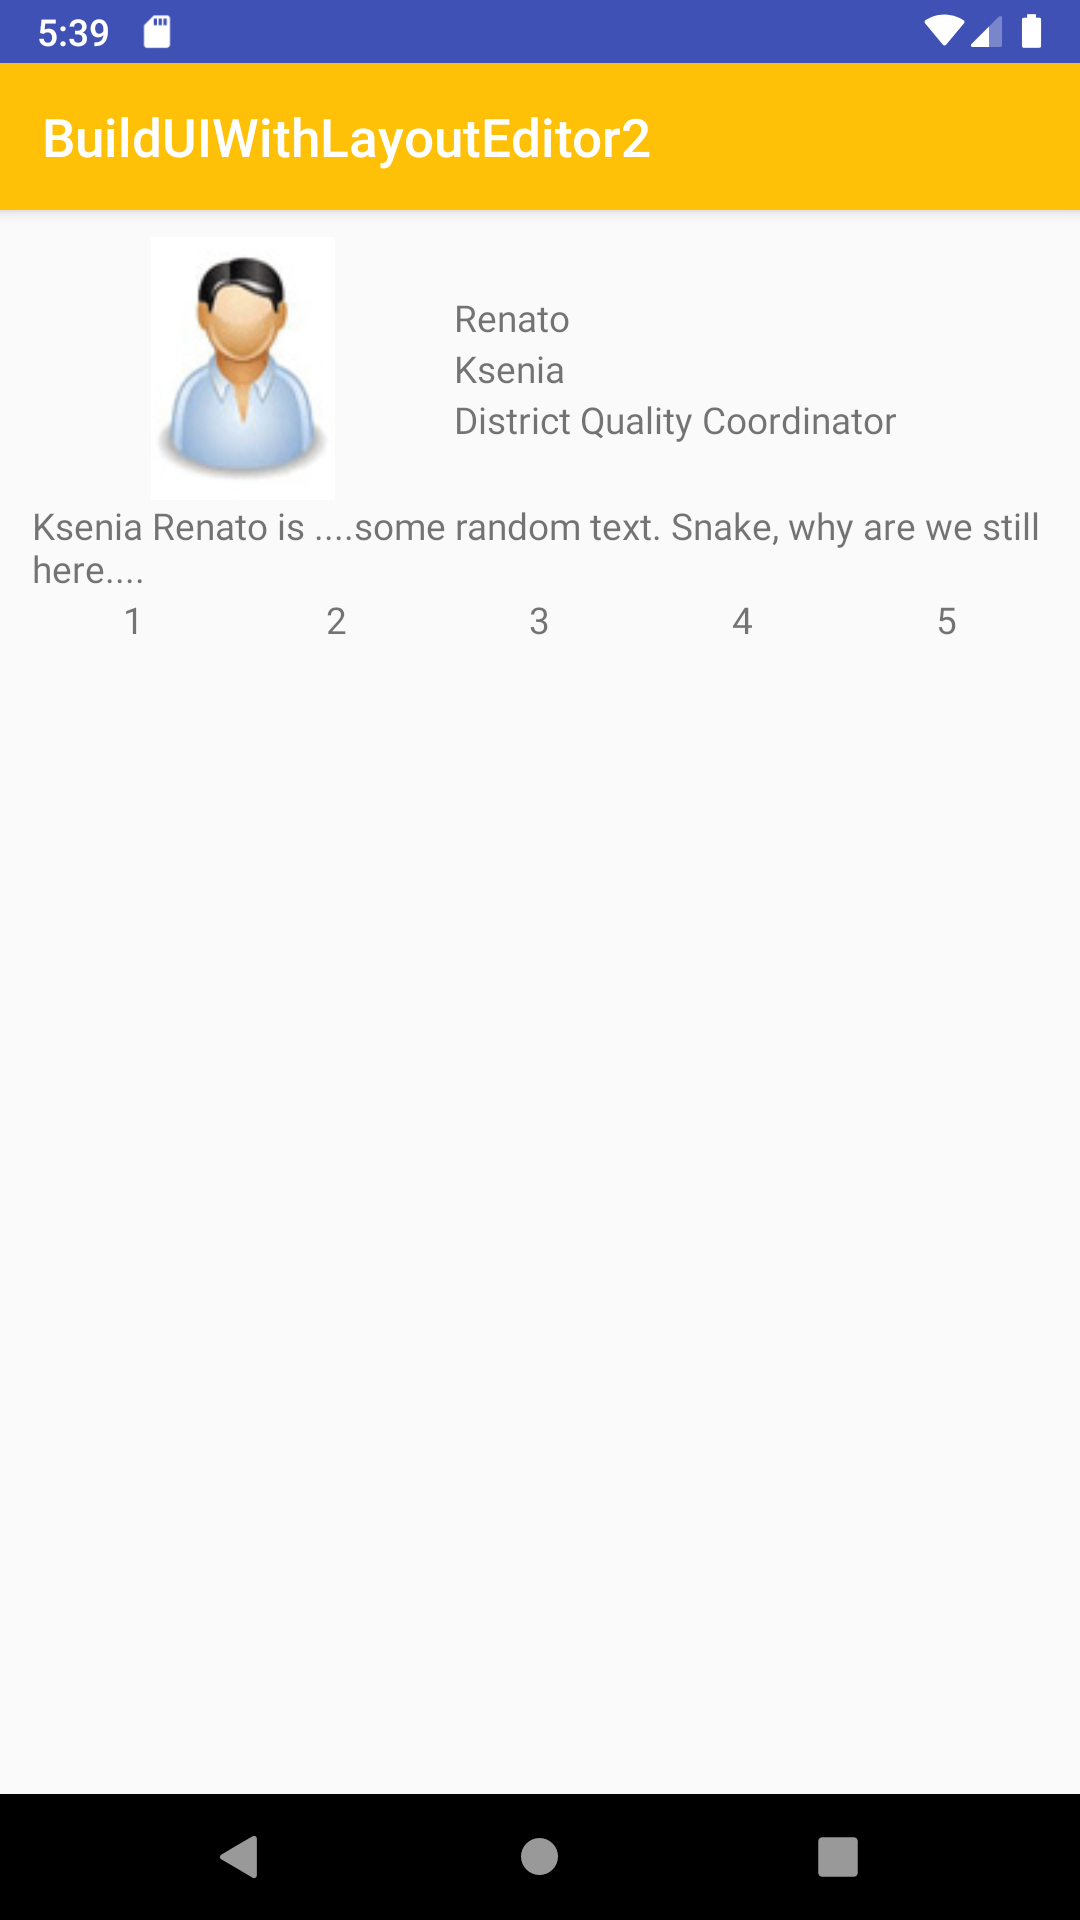 5:39
BuildUIWithLayoutEditor2
Renato
Ksenia
District Quality Coordinator
Ksenia Renato is ....some random text. Snake, why are we still
here....
1 2 3 4 5